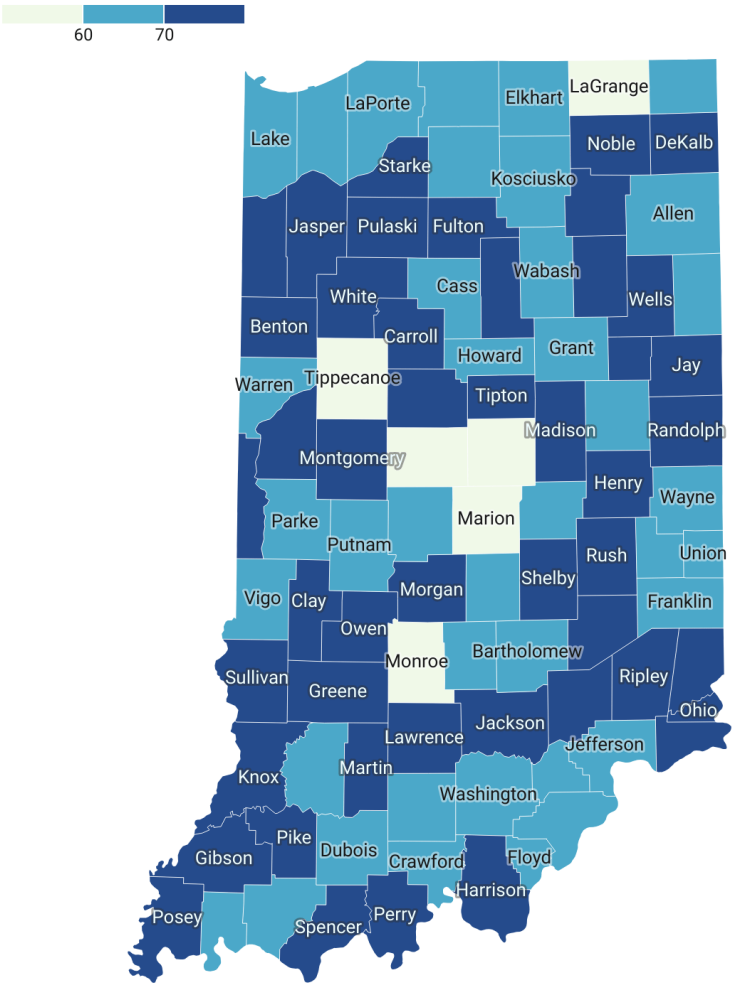 60 70
LaGrange
Elkhart
LaPorte
Lake
Noble DeKalb
Starke
Kosciusko
Allen
Jasper Pulaski Fulton
Wabash
Cass
White Wells
Benton
Carroll
Howard Grant
Jay
Warren Tippecanoe
Tipton
Madison Randolph
Montgomery
Henry
Wayne
Parke Marion
Putnam
Union
Rush
Shelby
Morgan
Vigo Clay Franklin
Owen
Bartholomew
Monroe
Sullivan Ripley
Greene
Ohio
Jackson
Lawrence Jefferson
Martin
Knox
Washington
Pike
Dubois
Gibson Crawford Floyd
Harrison
Posey Perry
Spencer